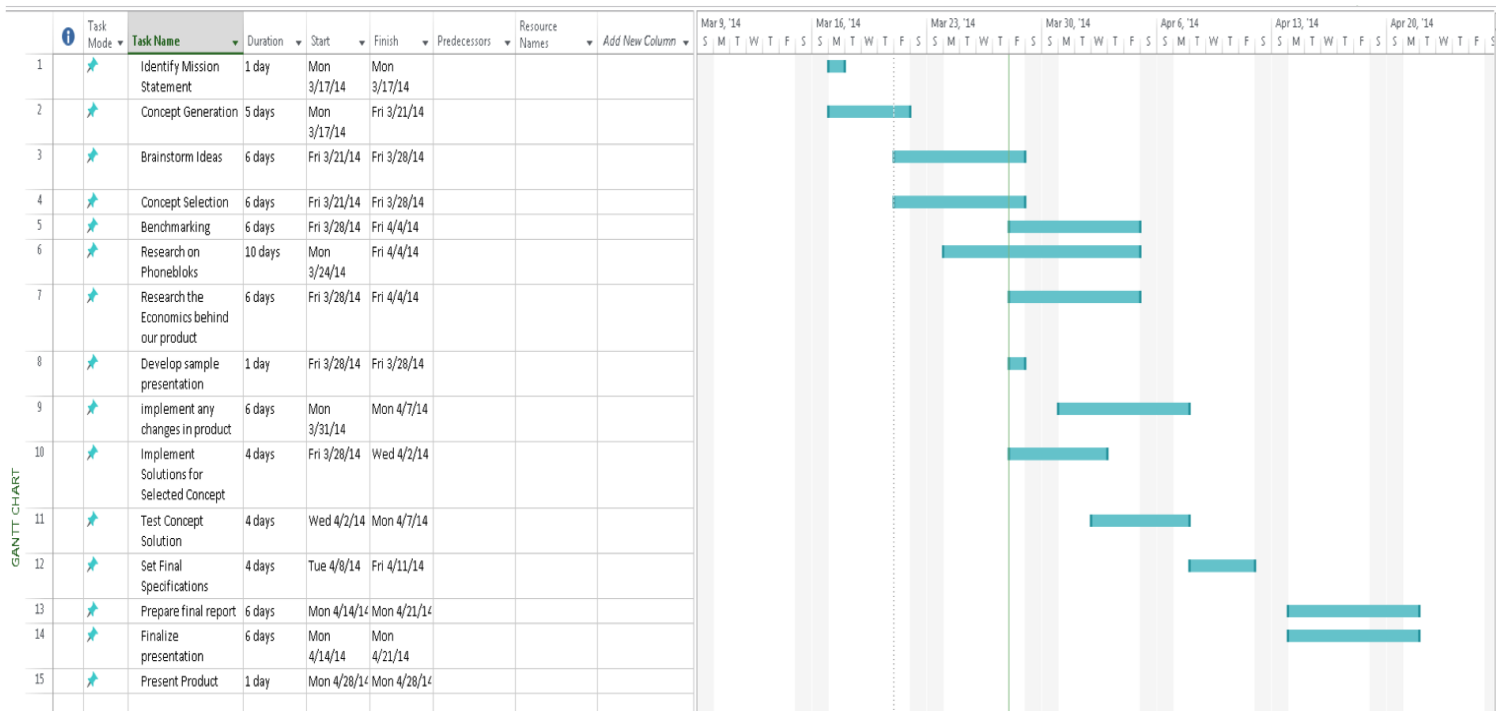 Task Mode Task Name Duration Start Finish Predecessors Resource Names Add New Column
Mar 9, '14 Mar 16, '14 Mar 23, '14 Mar 30, '14 Apr 6, '14 Apr 13, '14 Apr 20, '14
S M T W T F S S M T W T F S S M T W T F S S M T W T F S S M T W T F S S M T W T F S S M T W T F S
1 Identify Mission Statement 1 day Mon 3/17/14 Mon 3/17/14
2 Concept Generation 5 days Mon 3/17/14 Fri 3/21/14
3 Brainstorm Ideas 6 days Fri 3/21/14 Fri 3/28/14
4 Concept Selection 6 days Fri 3/21/14 Fri 3/28/14
5 Benchmarking 6 days Fri 3/28/14 Fri 4/4/14
6 Research on Phonebloks 10 days Mon 3/24/14 Fri 4/4/14
7 Research the Economics behind our product 6 days Fri 3/28/14 Fri 4/4/14
8 Develop sample presentation 1 day Fri 3/28/14 Fri 3/28/14
9 implement any changes in product 6 days Mon 3/31/14 Mon 4/7/14
10 Implement Solutions for Selected Concept 4 days Fri 3/28/14 Wed 4/2/14
11 Test Concept Solution 4 days Wed 4/2/14 Mon 4/7/14
12 Set Final Specifications 4 days Tue 4/8/14 Fri 4/11/14
13 Prepare final report 6 days Mon 4/14/14 Mon 4/21/14
14 Finalize presentation 6 days Mon 4/14/14 Mon 4/21/14
15 Present Product 1 day Mon 4/28/14 Mon 4/28/14
GANTT CHART